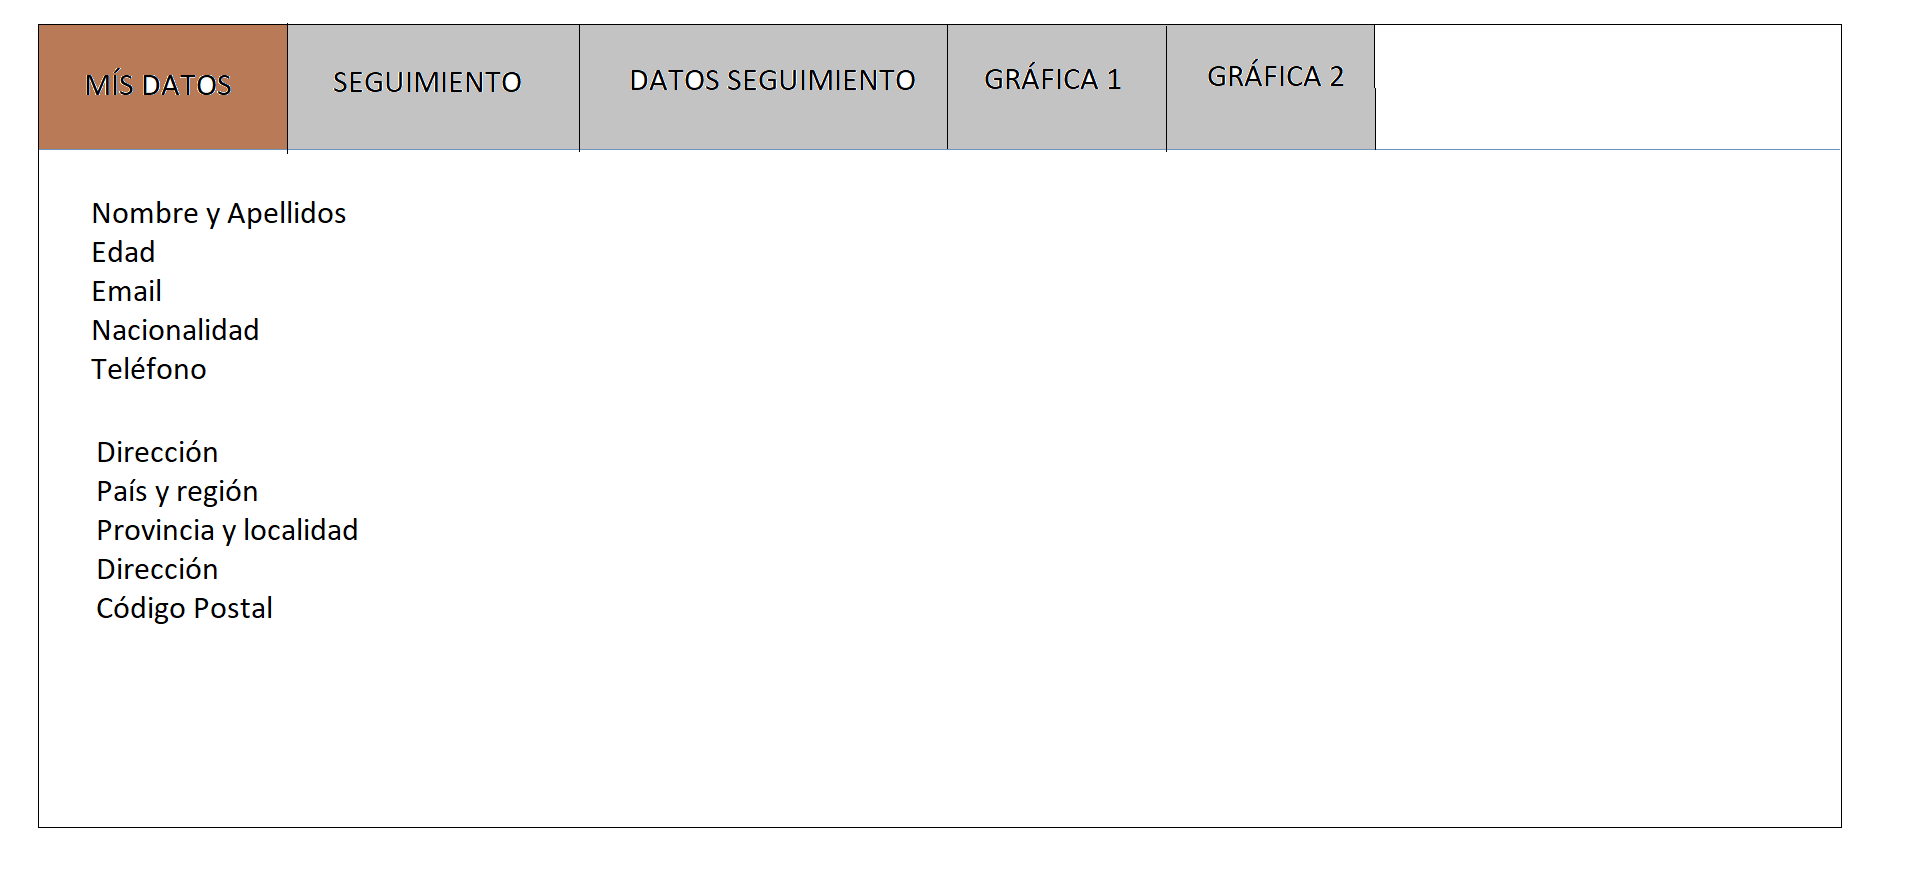 MÍS DATOS
SEGUIMIENTO
DATOS SEGUIMIENTO
GRÁFICA 1
GRÁFICA 2
Nombre y Apellidos
Edad
Email
Nacionalidad
Teléfono
Dirección
País y región
Provincia y localidad
Dirección
Código Postal